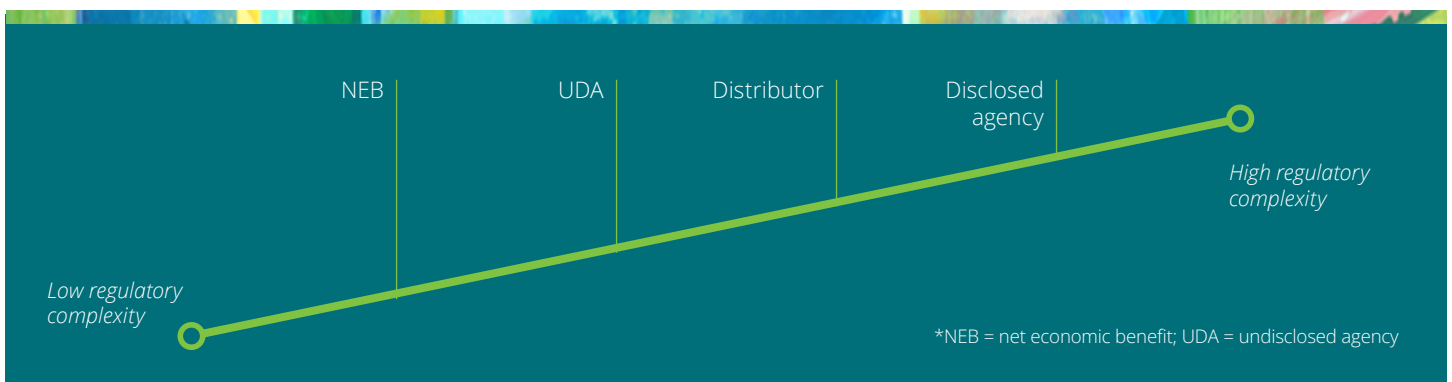 NEB
UDA
Distributor
Disclosed
agency
High regulatory
complexity
Low regulatory
complexity
*NEB = net economic benefit; UDA = undisclosed agency